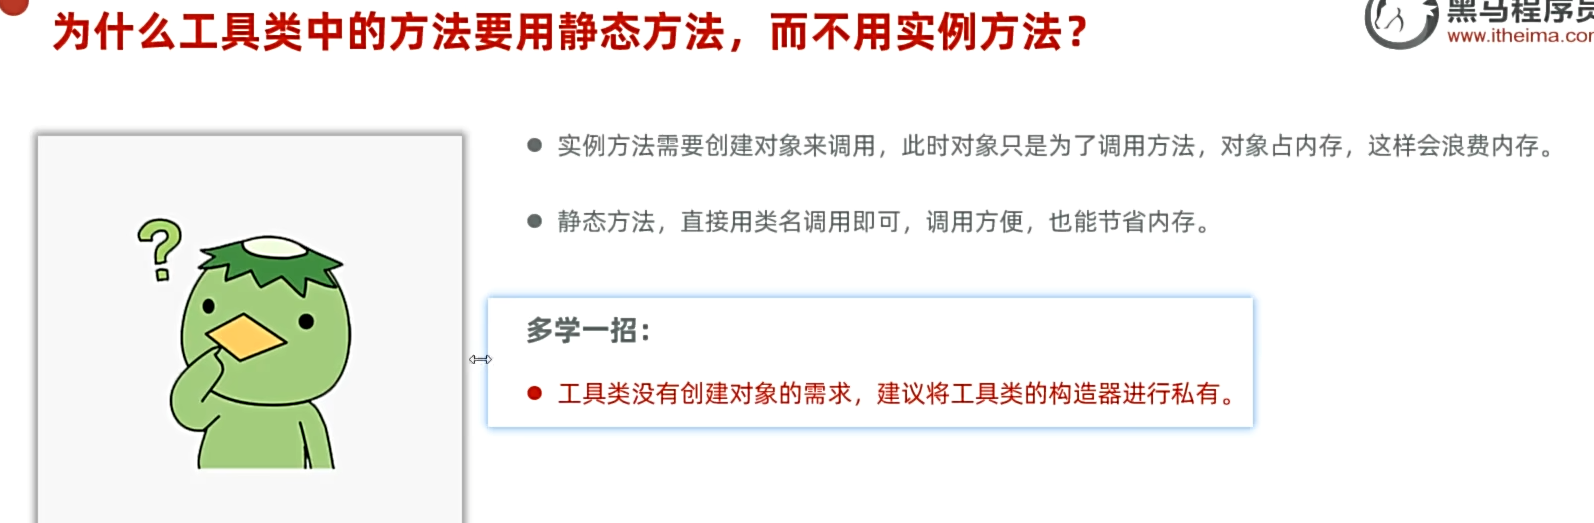 为什么工具类中的方法要用静态方法，而不用实例方法？
黑马程序员
www.itheima.com
实例方法需要创建对象来调用，此时对象只是为了调用方法，对象占内存，这样会浪费内存。
静态方法，直接用类名调用即可，调用方便，也能节省内存。
?
多学一招：
工具类没有创建对象的需求，建议将工具类的构造器进行私有。